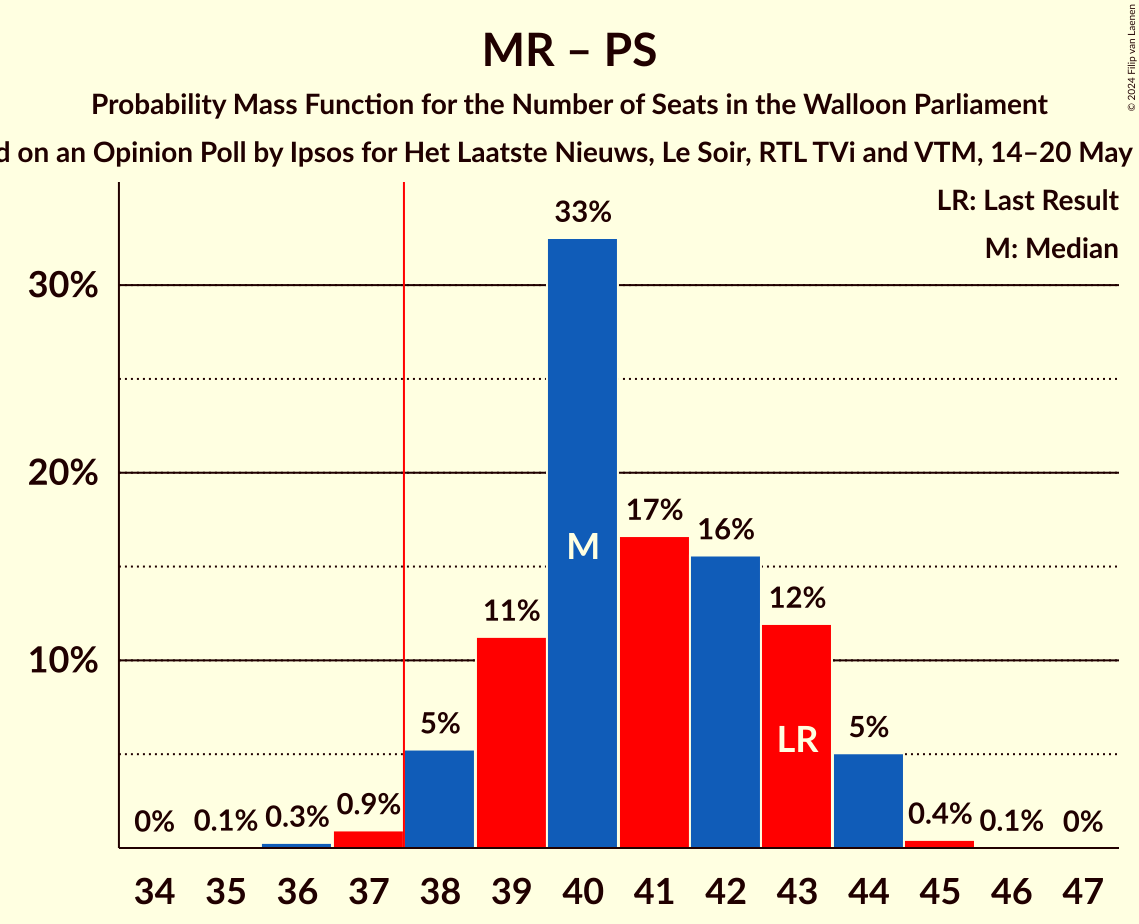 MR – PS
Probability Mass Function for the Number of Seats in the Walloon Parliament
on an Opinion Poll by Ipsos for Het Laatste Nieuws, Le Soir, RTL TVi and VTM, 14–20 May
© 2024 Filip van Laenen
LR: Last Result
M: Median
30%
20%
10%
0% 0.1% 0.3% 0.9% 5% 11% 33% 17% 16% 12% 5% 0.4% 0.1% 0%
M
LR
34 35 36 37 38 39 40 41 42 43 44 45 46 47